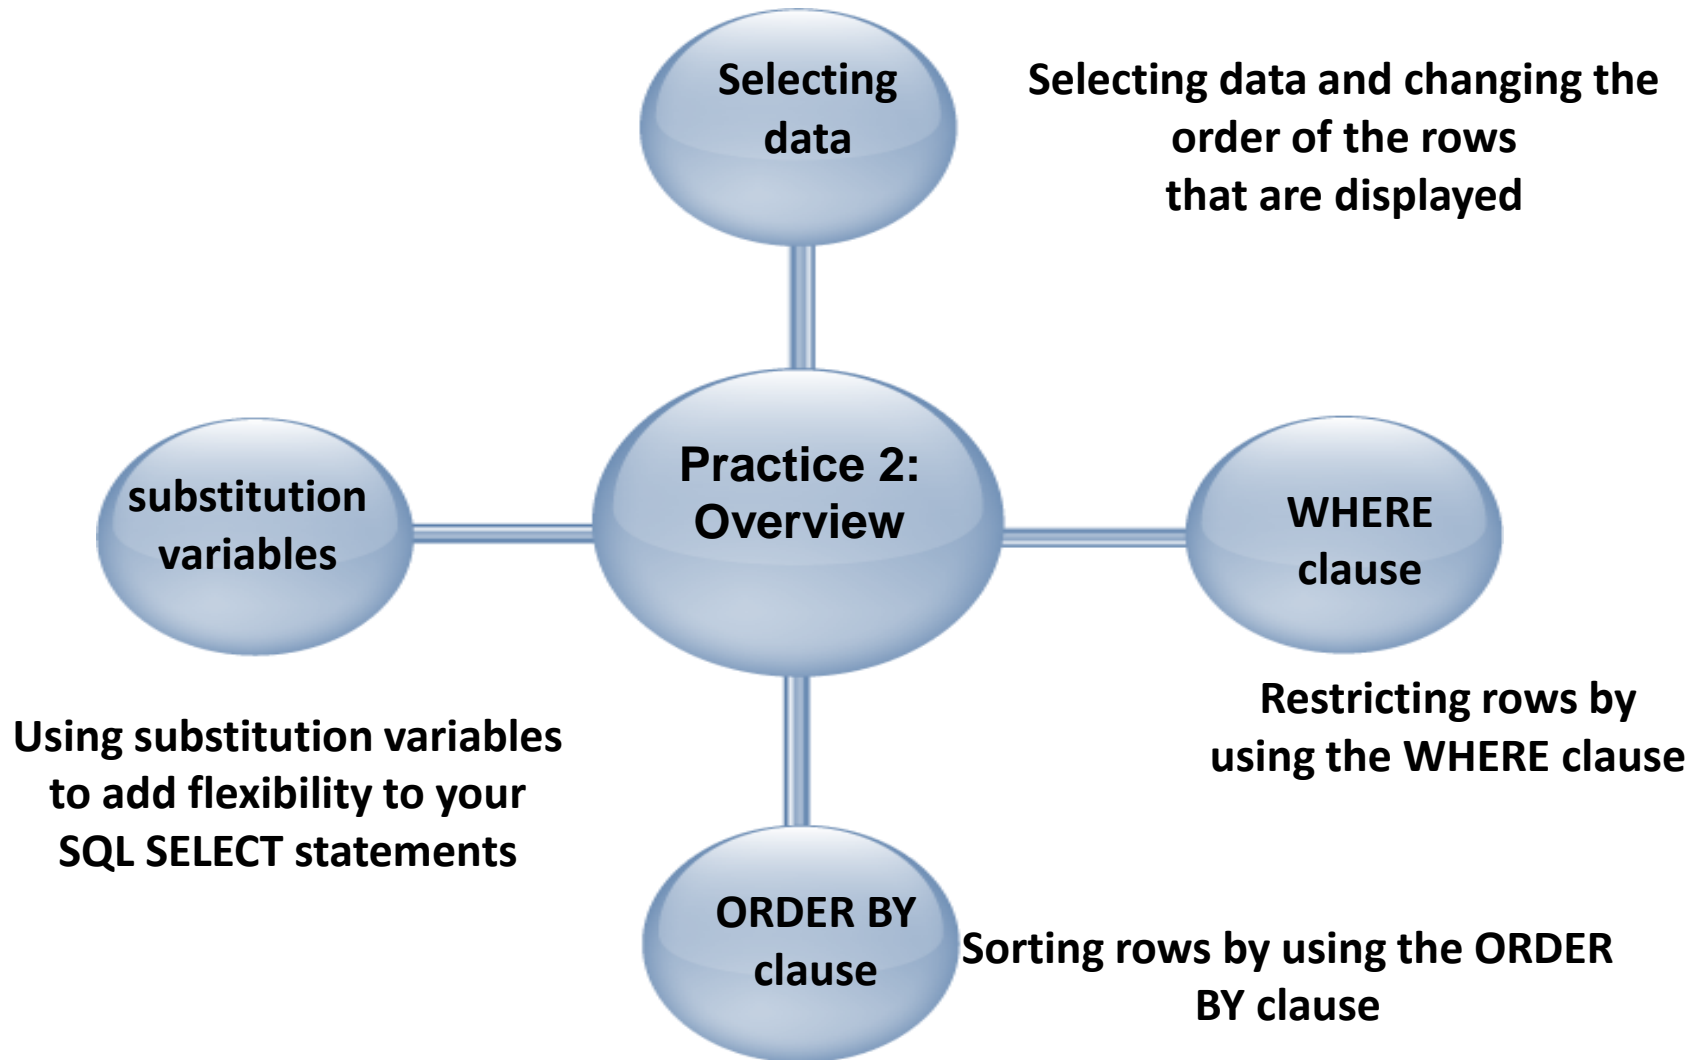 Selecting
data
Selecting data and changing the
order of the rows
that are displayed
Practice 2:
Overview
substitution
variables
WHERE
clause
Using substitution variables
to add flexibility to your
SQL SELECT statements
Restricting rows by
using the WHERE clause
ORDER BY
clause
Sorting rows by using the ORDER
BY clause